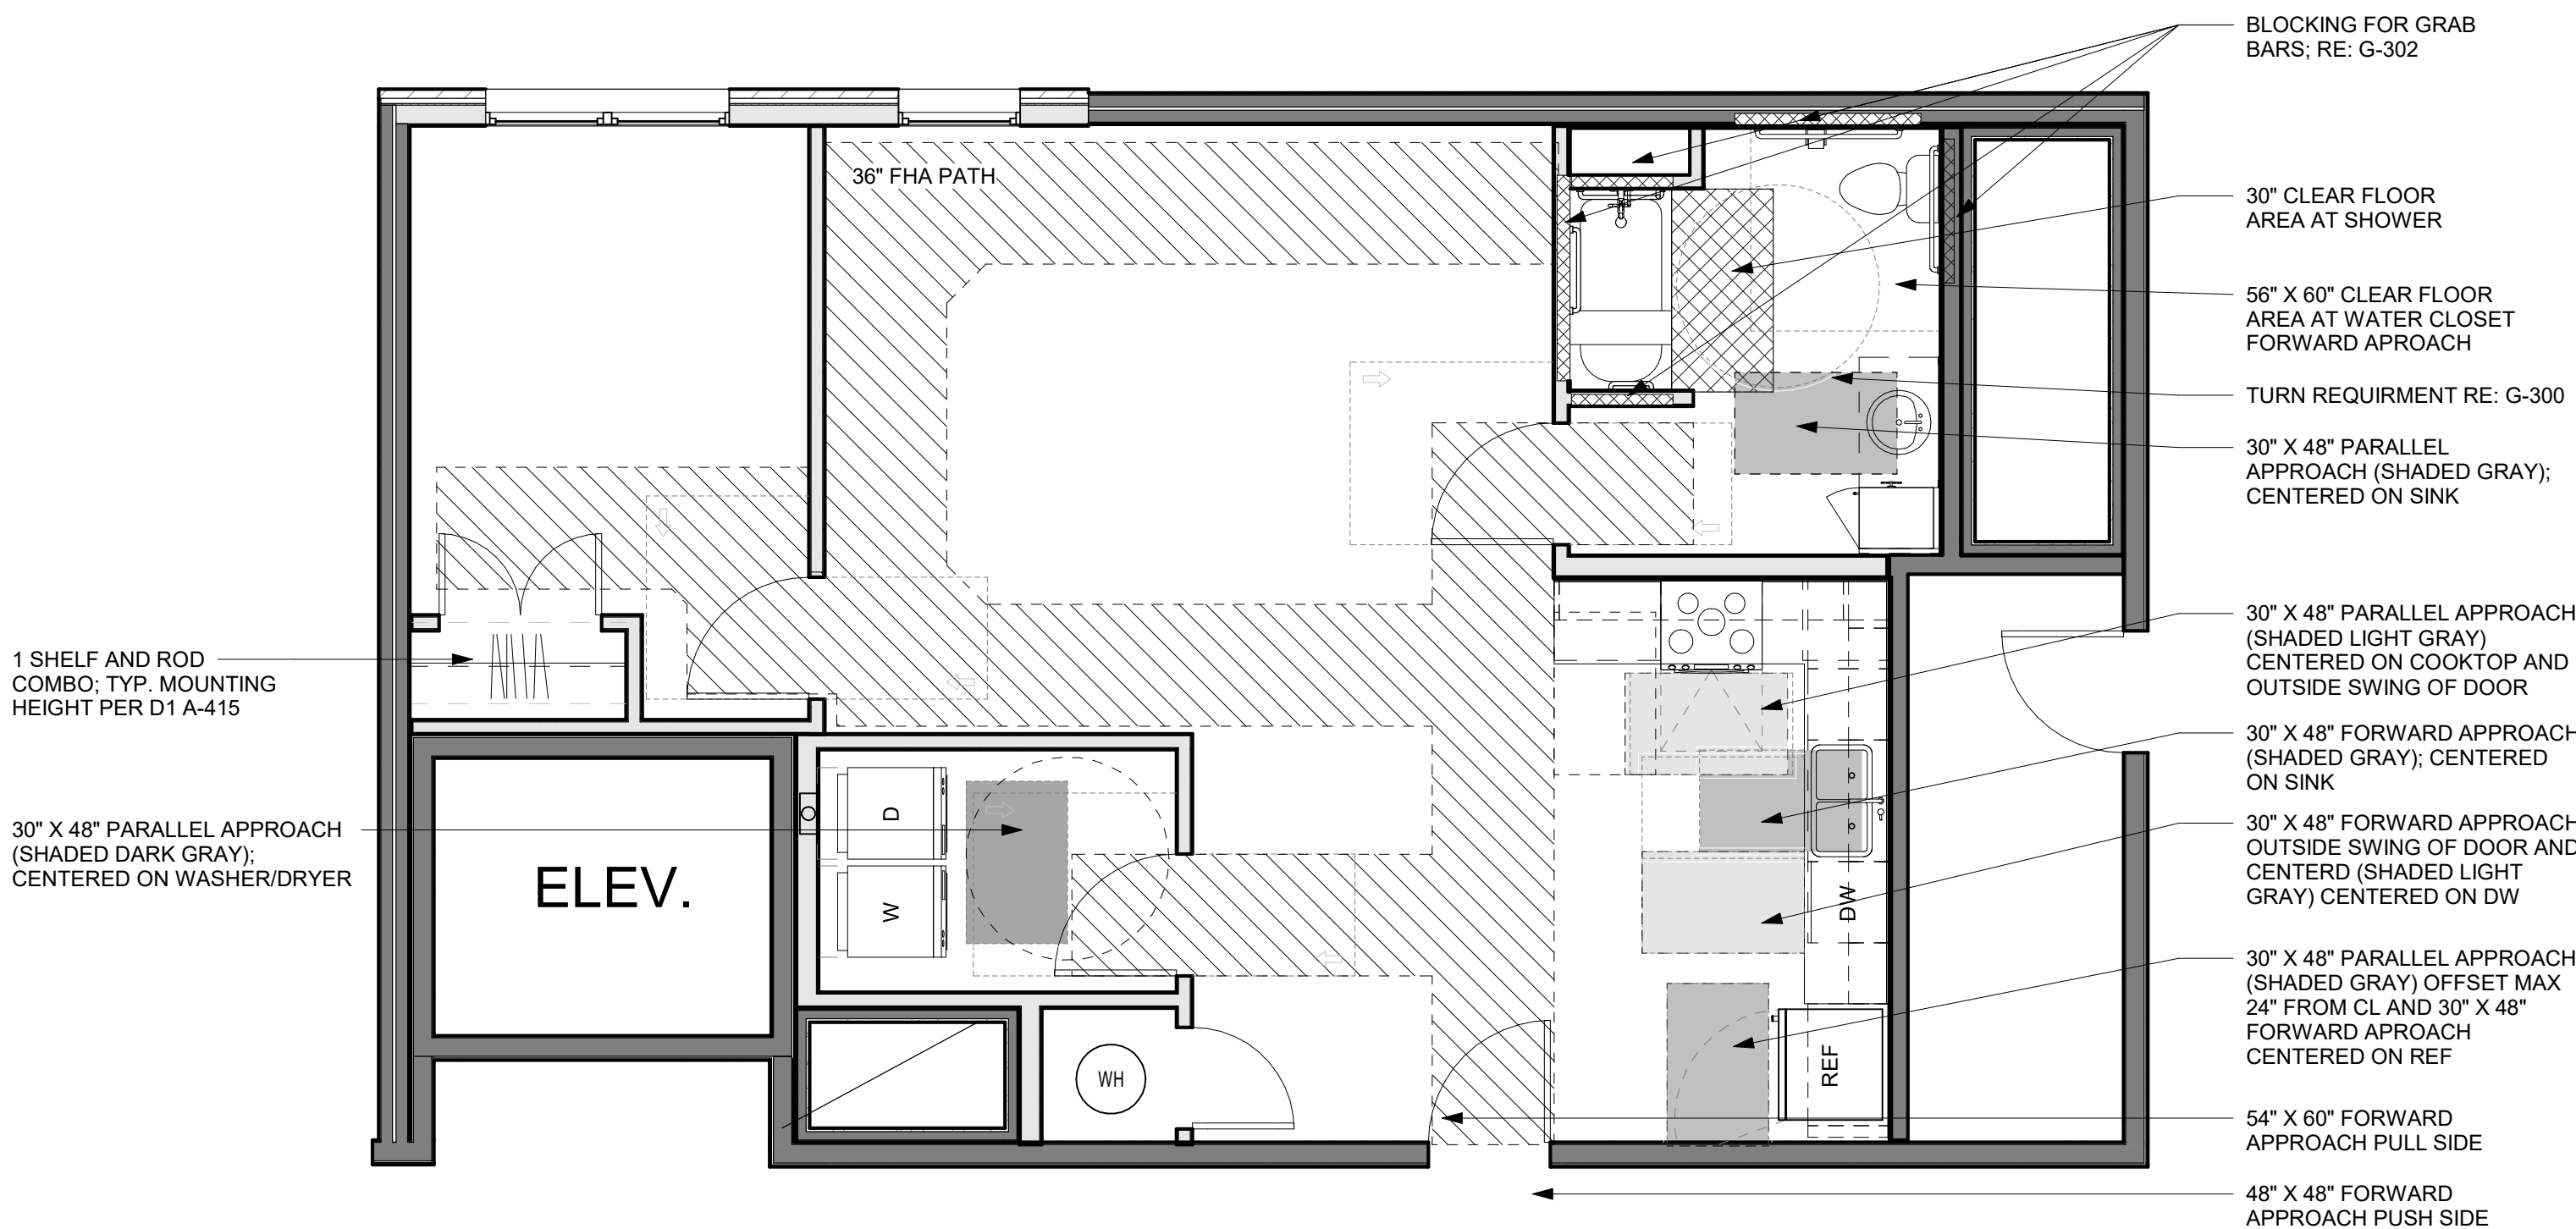 BLOCKING FOR GRAB
BARS; RE: G-302
36" FHA PATH
30" CLEAR FLOOR
AREA AT SHOWER
56" X 60" CLEAR FLOOR
AREA AT WATER CLOSET
FORWARD APROACH
TURN REQUIRMENT RE: G-300
30" X 48" PARALLEL
APPROACH (SHADED GRAY);
CENTERED ON SINK
30" X 48" PARALLEL APPROACH
(SHADED LIGHT GRAY)
CENTERED ON COOKTOP AND
OUTSIDE SWING OF DOOR
1 SHELF AND ROD
COMBO; TYP. MOUNTING
HEIGHT PER D1 A-415
30" X 48" FORWARD APPROACH
(SHADED GRAY); CENTERED
ON SINK
30" X 48" PARALLEL APPROACH
(SHADED DARK GRAY);
CENTERED ON WASHER/DRYER
ELEV.
D
W
30" X 48" FORWARD APPROACH
OUTSIDE SWING OF DOOR AND
CENTERD (SHADED LIGHT
GRAY) CENTERED ON DW
DW
30" X 48" PARALLEL APPROACH
(SHADED GRAY) OFFSET MAX
24" FROM CL AND 30" X 48"
FORWARD APROACH
CENTERED ON REF
REF
WH
54" X 60" FORWARD
APPROACH PULL SIDE
48" X 48" FORWARD
APPROACH PUSH SIDE